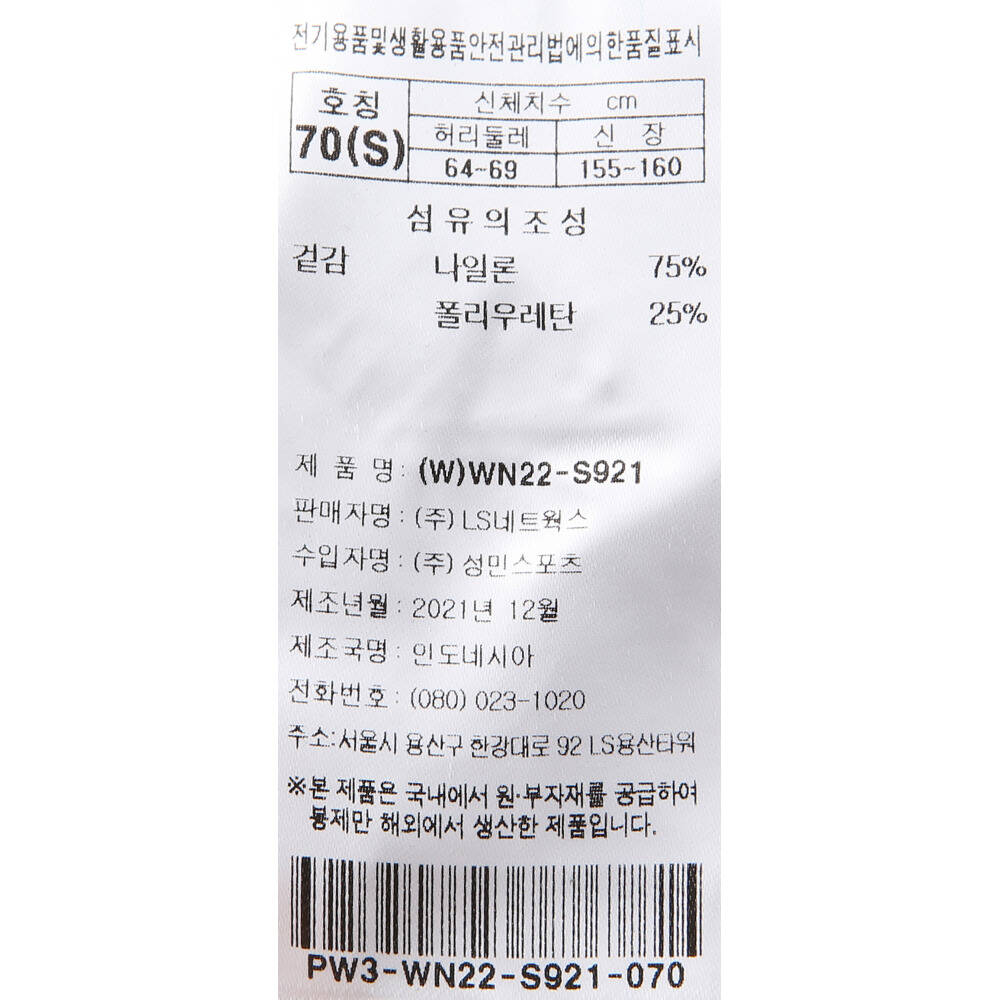 전기용품및생활용품안전관리법에의한품질표시
호칭 신체치수 cm
70(S) 허리둘레 신 장
64~69 155~160
섬 유 의 조 성
겉감 나일론 75%
폴리우레탄 25%
제 품 명 : (W)WN22-S921
판매자명 : (주) LS네트웍스
수입자명 : (주) 성민스포츠
제조년월 : 2021년 12월
제조국명 : 인도네시아
전화번호 : (080) 023-1020
주소:서울시 용산구 한강대로 92 LS용산타워
※본 제품은 국내에서 원·부자재를 공급하여
봉제만 해외에서 생산한 제품입니다.
PW3-WN22-S921-070